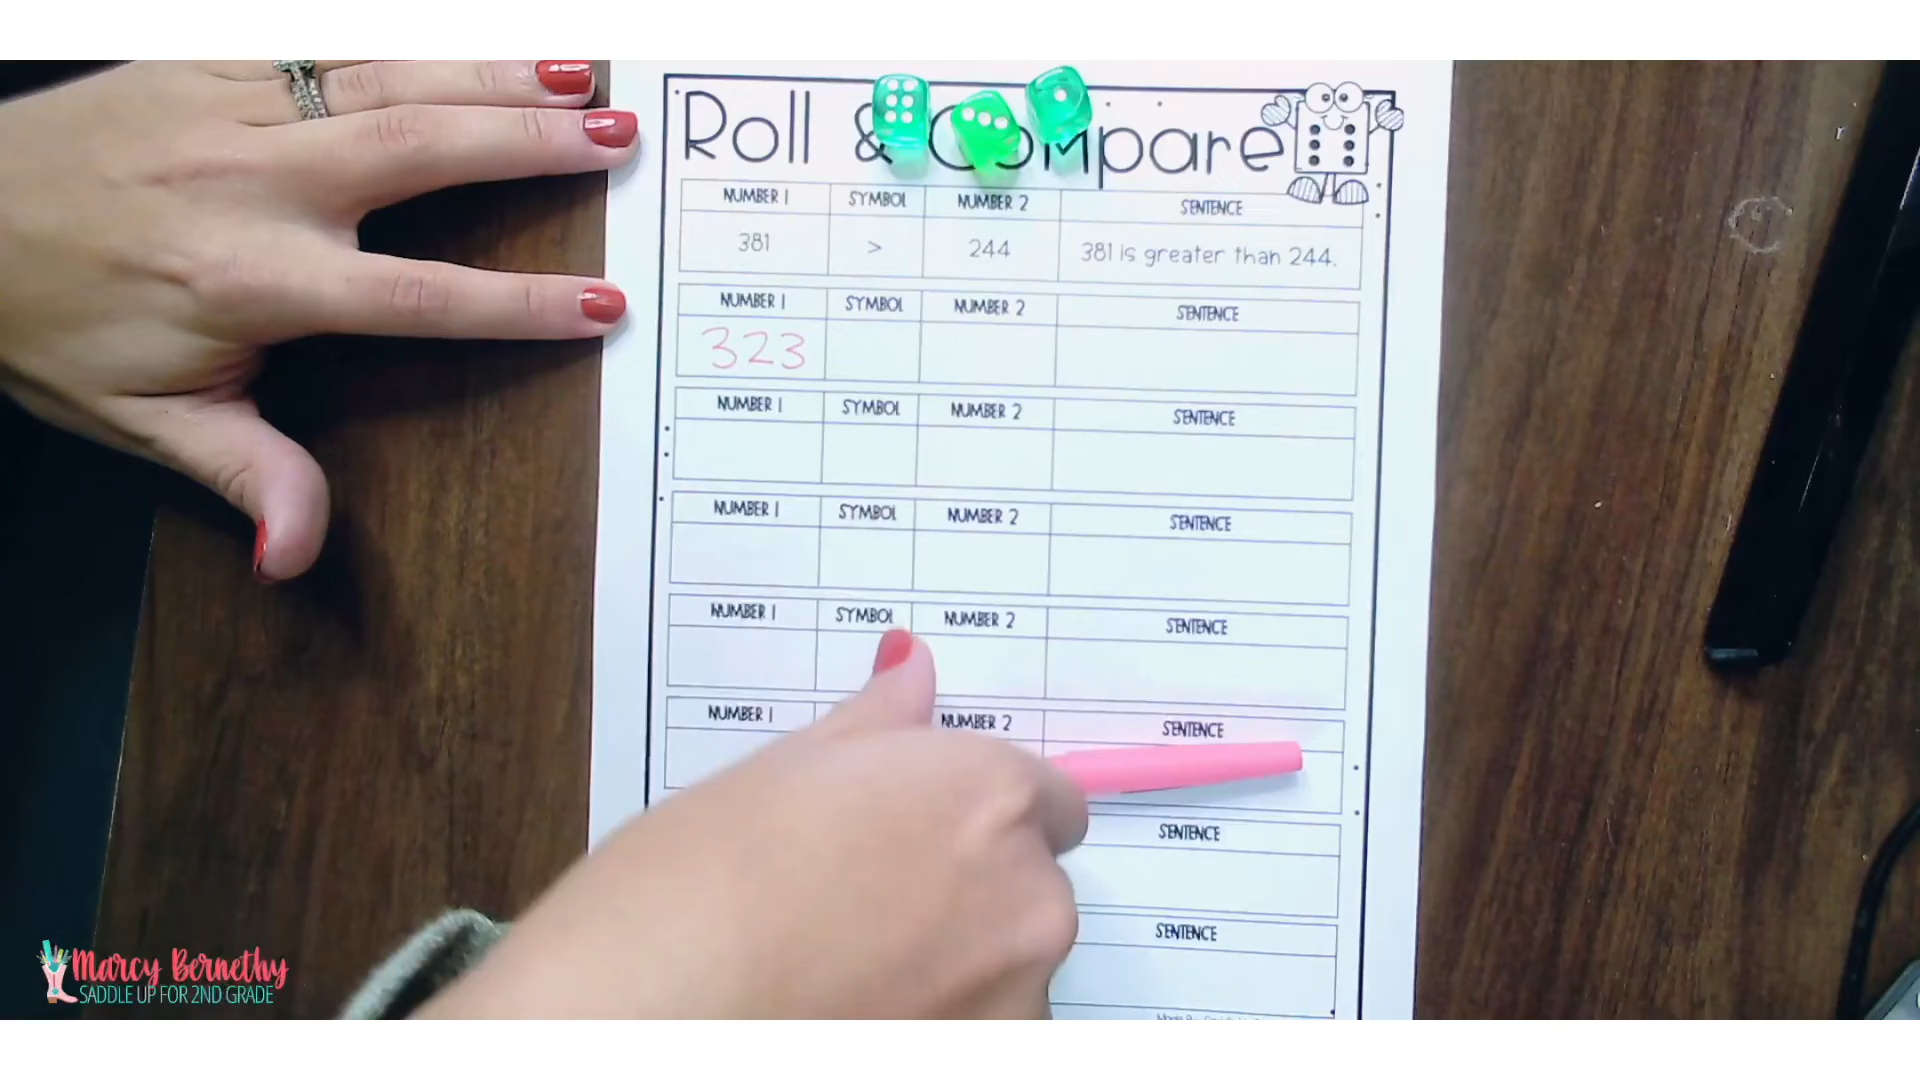 Roll & Compare
NUMBER 1 SYMBOL NUMBER 2 SENTENCE
381 > 244 381 is greater than 244.
NUMBER 1 SYMBOL NUMBER 2 SENTENCE
323
NUMBER 1 SYMBOL NUMBER 2 SENTENCE
NUMBER 1 SYMBOL NUMBER 2 SENTENCE
NUMBER 1 SYMBOL NUMBER 2 SENTENCE
NUMBER 1 NUMBER 2 SENTENCE
SENTENCE
SENTENCE
Marcy Bernethy
SADDLE UP FOR 2ND GRADE